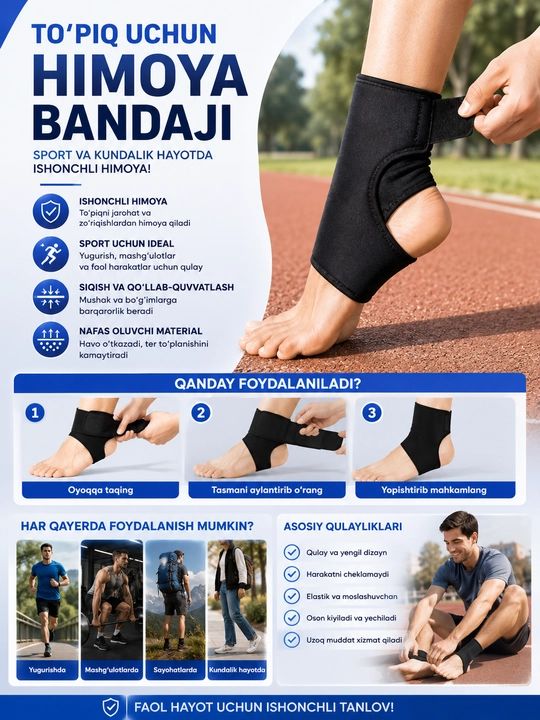 TO‘PIQ UCHUN
HIMOYA
BANDAJI
SPORT VA KUNDALIK HAYOTDA
ISHONCHLI HIMOYA!
ISHONCHLI HIMOYA
To‘piqni jarohat va
zo‘riqishlardan himoya qiladi
SPORT UCHUN IDEAL
Yugurish, mashg‘ulotlar
va faol harakatlar uchun qulay
SIQISH VA QO‘LLAB-QUVVATLASH
Mushak va bo‘g‘imlarga
barqarorlik beradi
NAFAS OLUVCHI MATERIAL
Havo o‘tkazadi, ter to‘planishini
kamaytiradi
QANDAY FOYDALANILADI?
1
2
3
Oyoqqa taqing
Tasmani aylantirib o‘rang
Yopishtirib mahkamlang
HAR QAYERDA FOYDALANISH MUMKIN?
Yugurishda
Mashg‘ulotlarda
Sayohatlarda
Kundalik hayotda
ASOSIY QULAYLIKLARI
Qulay va yengil dizayn
Harakatni cheklamaydi
Elastik va moslashuvchan
Oson kiyiladi va yechiladi
Uzoq muddat xizmat qiladi
FAOL HAYOT UCHUN ISHONCHLI TANLOV!